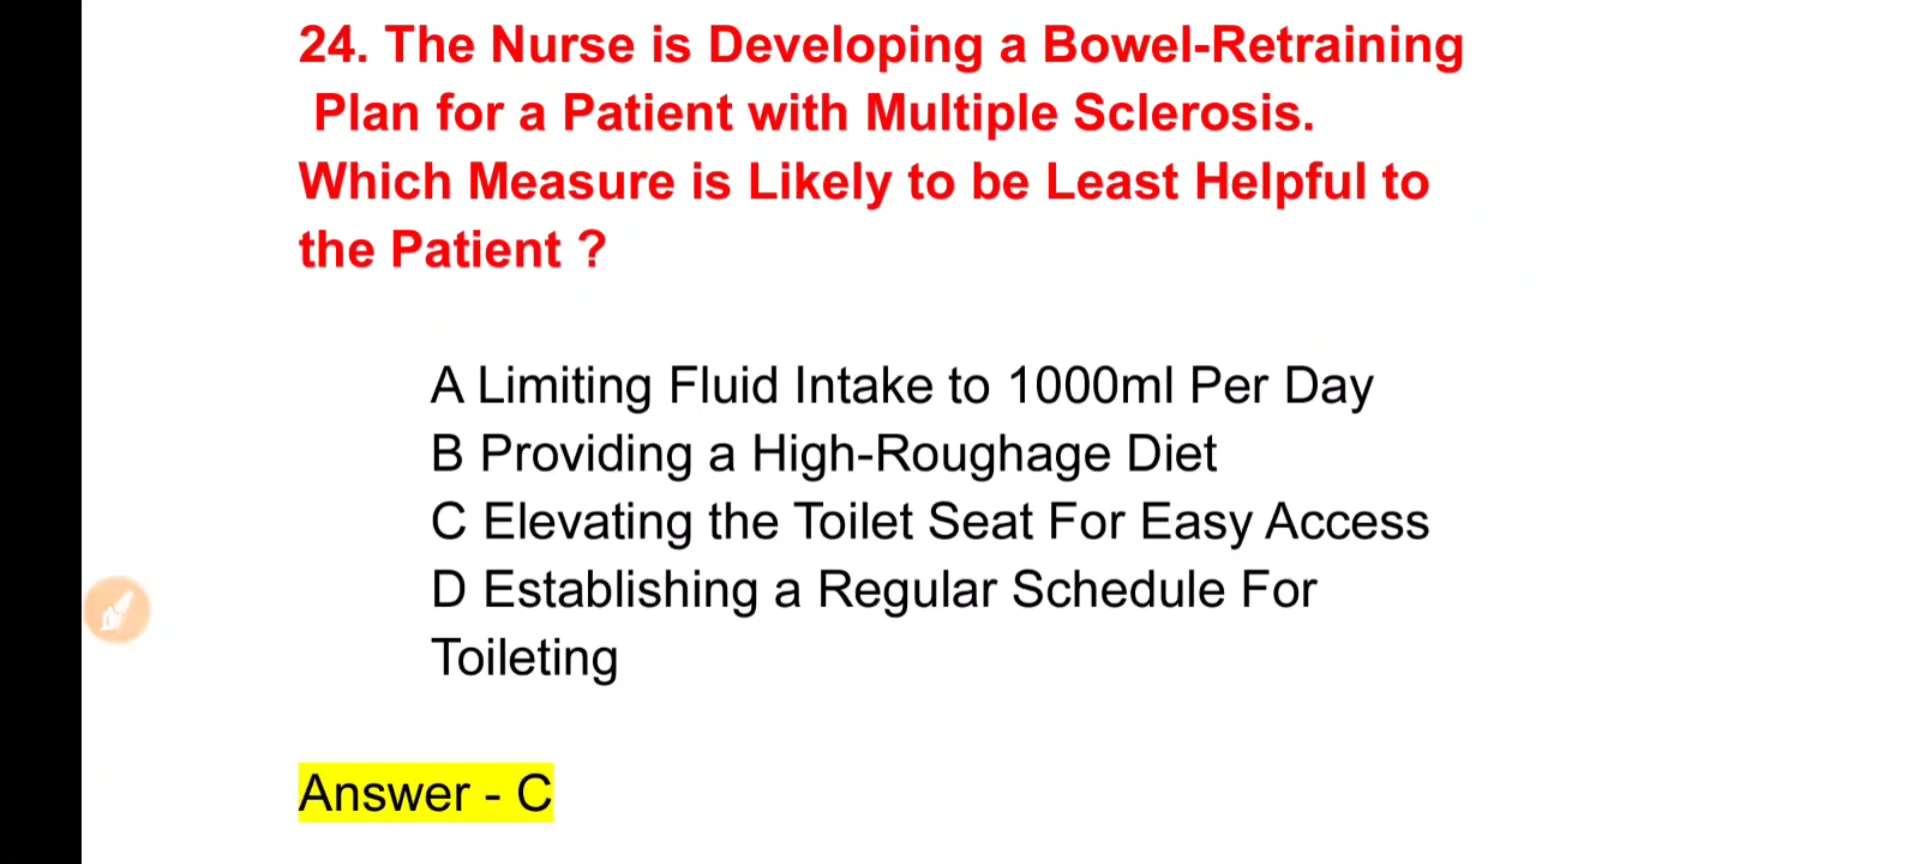 24. The Nurse is Developing a Bowel-Retraining
Plan for a Patient with Multiple Sclerosis.
Which Measure is Likely to be Least Helpful to
the Patient ?
A Limiting Fluid Intake to 1000ml Per Day
B Providing a High-Roughage Diet
C Elevating the Toilet Seat For Easy Access
D Establishing a Regular Schedule For
Toileting
Answer - C